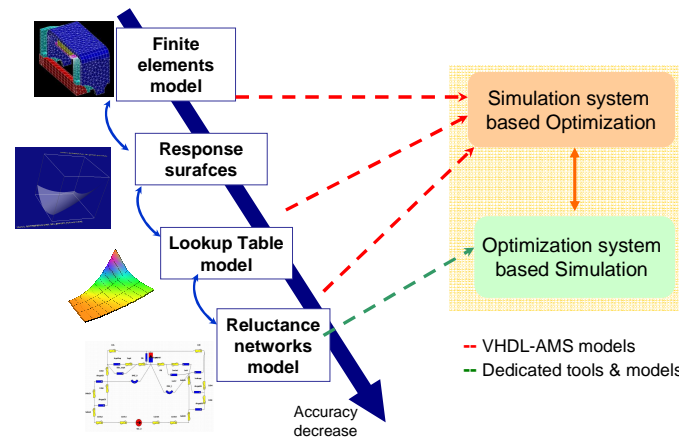 Finite
elements
model
Response
surafces
Lookup Table
model
Reluctance
networks model
Accuracy
decrease
Simulation system
based Optimization
Optimization system
based Simulation
VHDL-AMS models
Dedicated tools & models